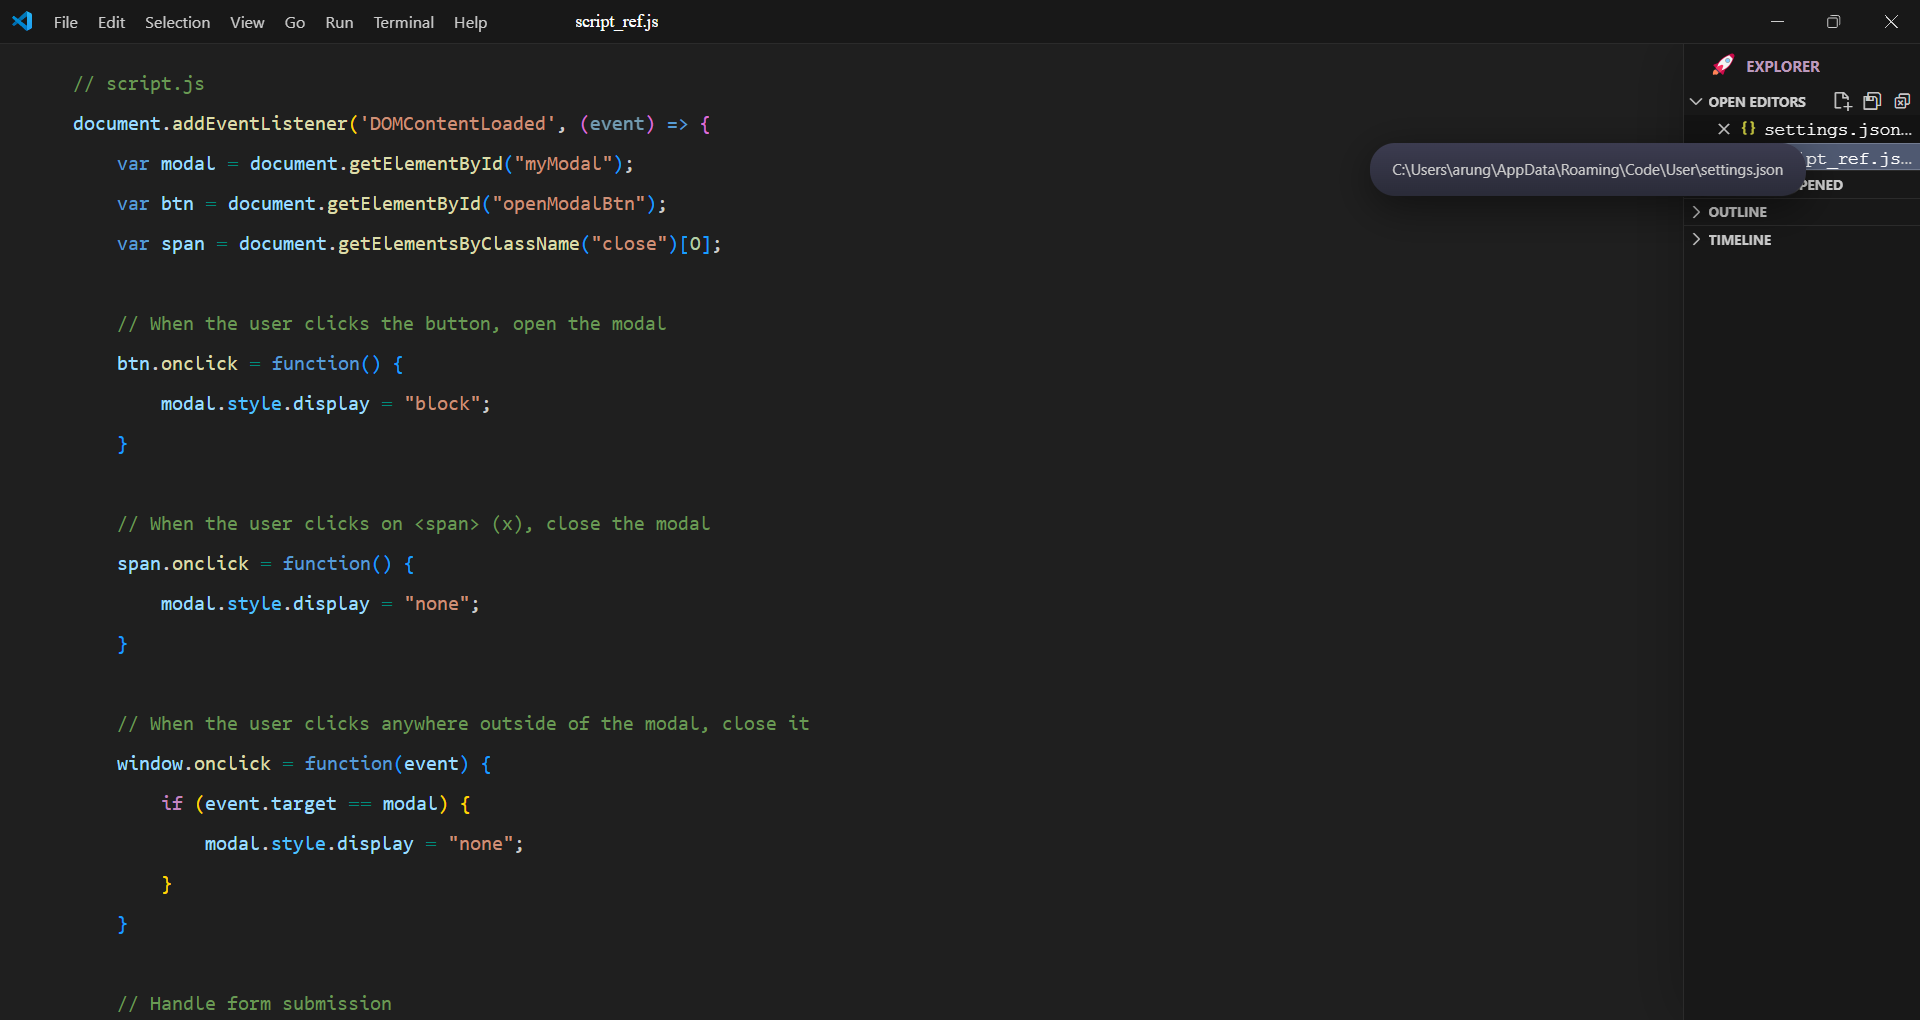 File Edit Selection View Go Run Terminal Help script_ref.js
// script.js
document.addEventListener('DOMContentLoaded', (event) => {
var modal = document.getElementById("myModal");
var btn = document.getElementById("openModalBtn");
var span = document.getElementsByClassName("close")[0];
// When the user clicks the button, open the modal
btn.onclick = function() {
modal.style.display = "block";
}
// When the user clicks on <span> (x), close the modal
span.onclick = function() {
modal.style.display = "none";
}
// When the user clicks anywhere outside of the modal, close it
window.onclick = function(event) {
if (event.target == modal) {
modal.style.display = "none";
}
}
// Handle form submission
EXPLORER
OPEN EDITORS
{} settings.json...
pt_ref.js...
C:\Users\arung\AppData\Roaming\Code\User\settings.json
PENED
OUTLINE
TIMELINE